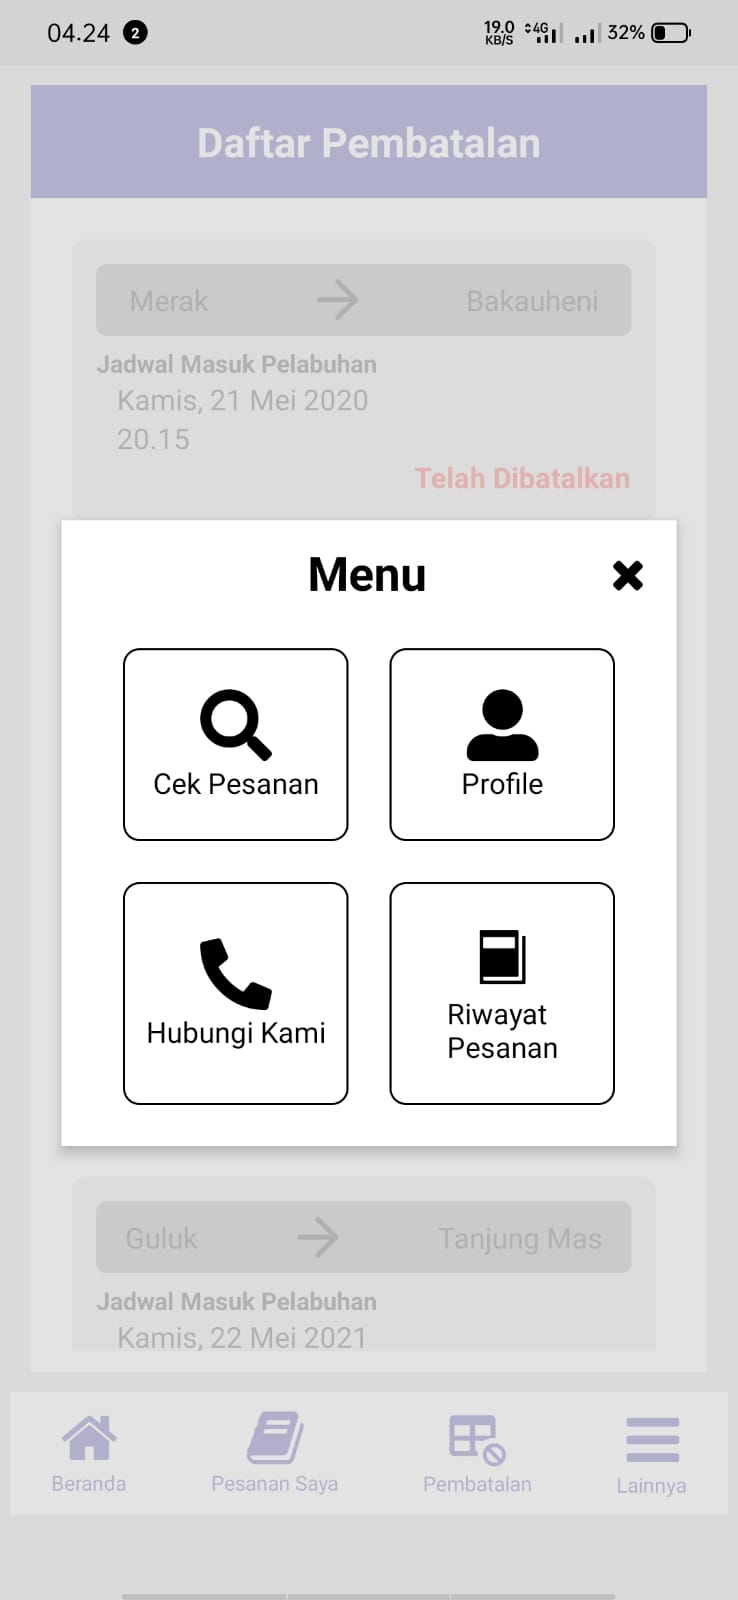 04.24 2 19.0 KB/S 4G 32%
Daftar Pembatalan
Merak Bakauheni
Jadwal Masuk Pelabuhan
Kamis, 21 Mei 2020
20.15
Telah Dibatalkan
Menu
Cek Pesanan Profile
Hubungi Kami
Riwayat
Pesanan
Guluk Tanjung Mas
Jadwal Masuk Pelabuhan
Kamis, 22 Mei 2021
Beranda Pesanan Saya Pembatalan Lainnya